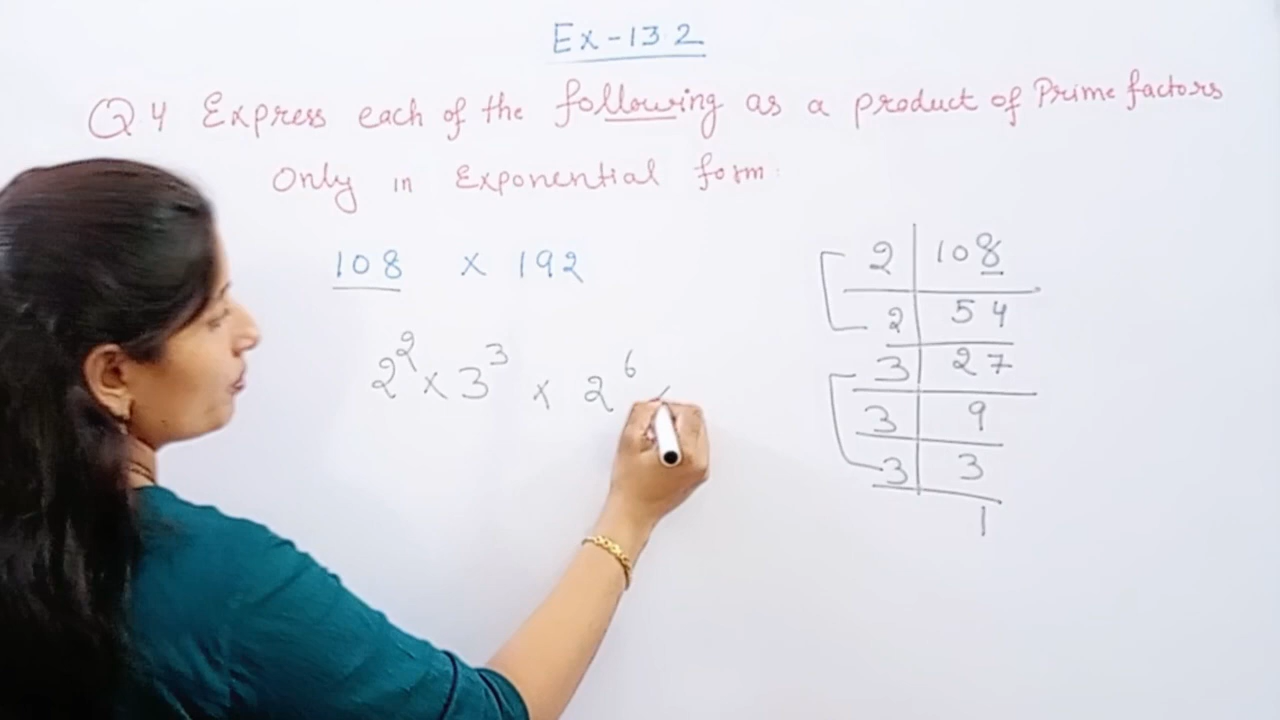 Ex-13.2
Q 4 Express each of the following as a product of Prime factors
Only in Exponential form.
108 x 192
2² x 3³ x 2⁶
2 | 108
2 | 54
3 | 27
3 | 9
3 | 3
1